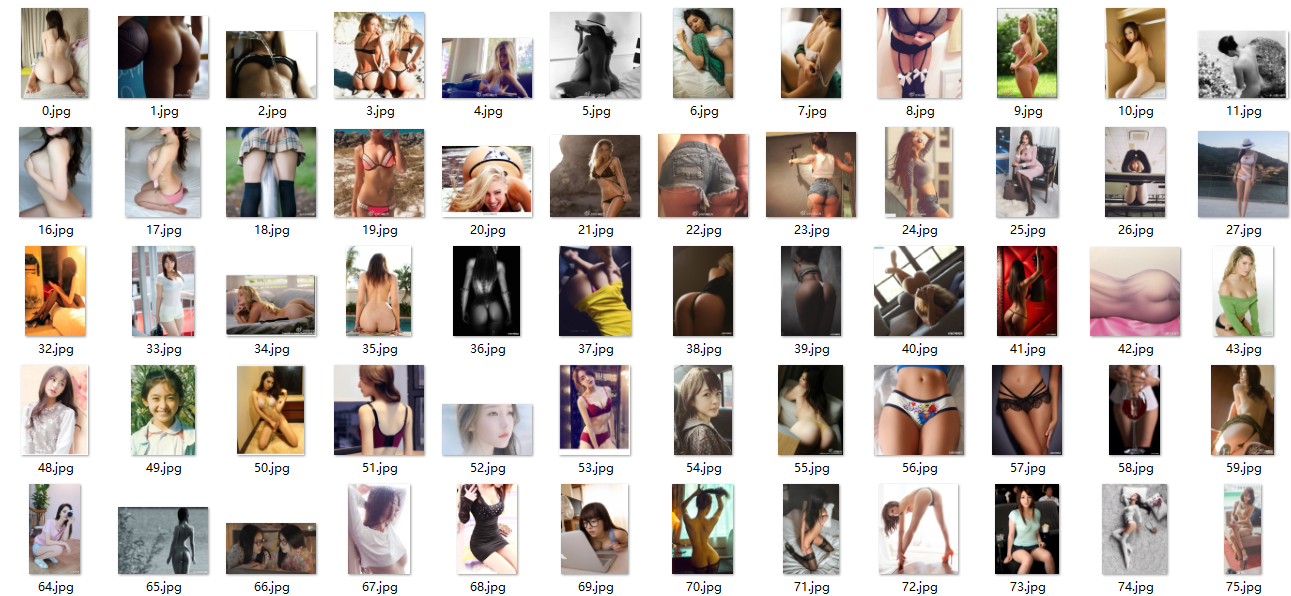 0.jpg 1.jpg 2.jpg 3.jpg 4.jpg 5.jpg 6.jpg 7.jpg 8.jpg 9.jpg 10.jpg 11.jpg
16.jpg 17.jpg 18.jpg 19.jpg 20.jpg 21.jpg 22.jpg 23.jpg 24.jpg 25.jpg 26.jpg 27.jpg
32.jpg 33.jpg 34.jpg 35.jpg 36.jpg 37.jpg 38.jpg 39.jpg 40.jpg 41.jpg 42.jpg 43.jpg
48.jpg 49.jpg 50.jpg 51.jpg 52.jpg 53.jpg 54.jpg 55.jpg 56.jpg 57.jpg 58.jpg 59.jpg
64.jpg 65.jpg 66.jpg 67.jpg 68.jpg 69.jpg 70.jpg 71.jpg 72.jpg 73.jpg 74.jpg 75.jpg